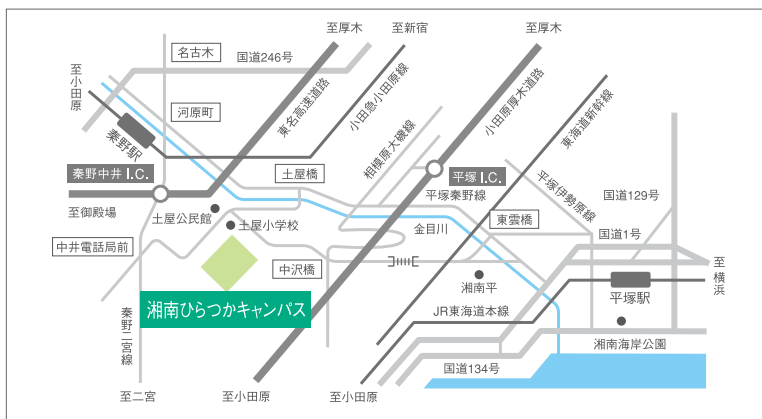 至厚木
至新宿
至厚木
名古木
国道246号
至小田原
東名高速道路
小田急小田原線
小田原厚木道路
河原町
秦野駅
相模原大磯線
東海道新幹線
秦野中井 I.C.
土屋橋
平塚 I.C.
平塚伊勢原線
平塚秦野線
国道129号
至御殿場
土屋公民館
土屋小学校
金目川
東雲橋
国道1号
中井電話局前
中沢橋
湘南平
至横浜
平塚駅
湘南ひらつかキャンパス
JR東海道本線
秦野二宮線
湘南海岸公園
国道134号
至二宮
至小田原
至小田原